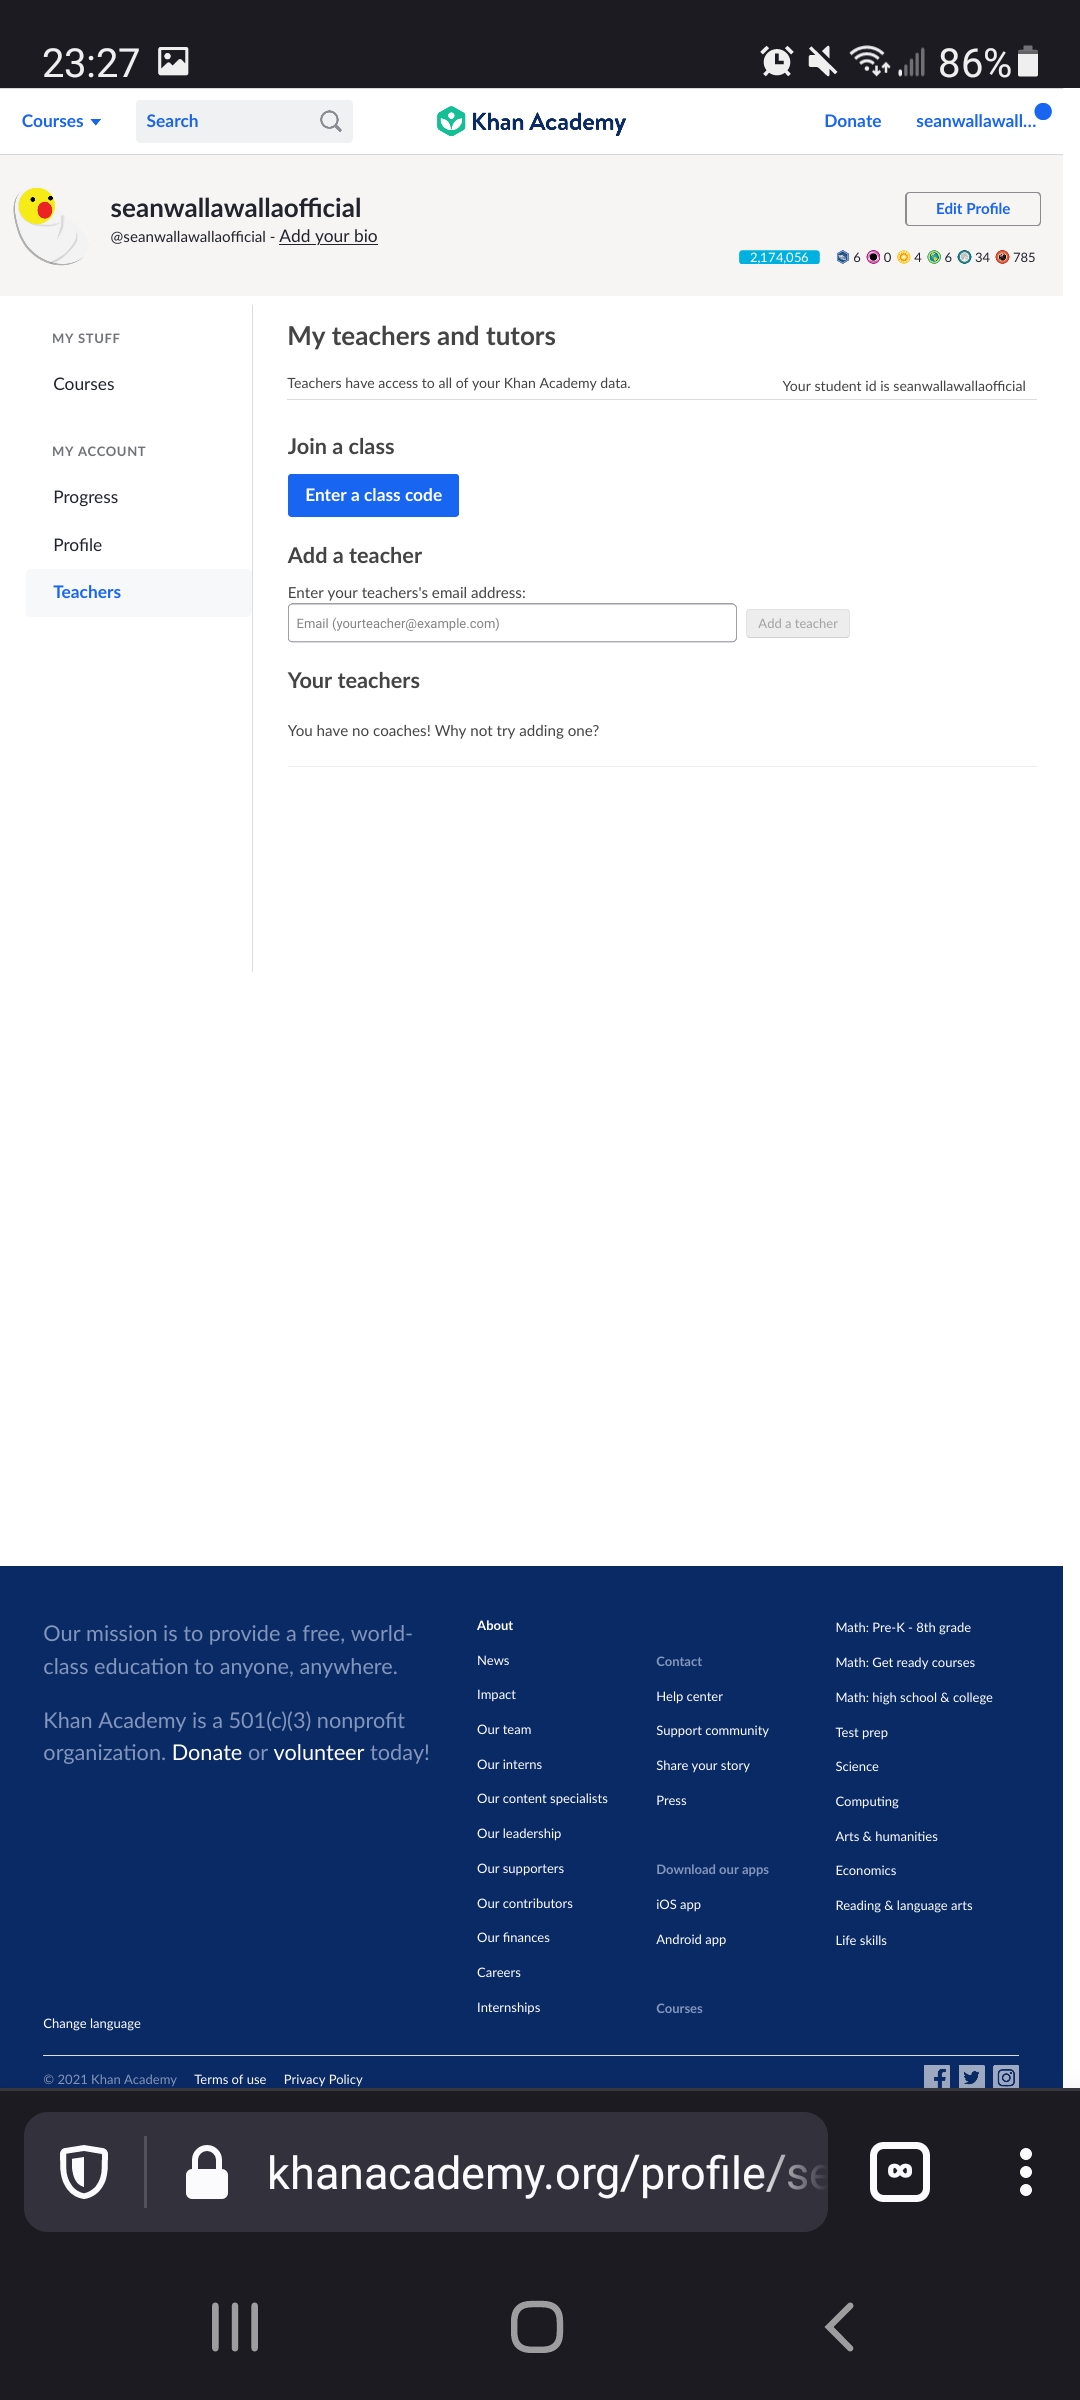 23:27
86%
Courses
Search
Khan Academy
Donate
seanwallawall...
seanwallawallaofficial
@seanwallawallaofficial - Add your bio
Edit Profile
2,174,056 6 0 4 6 34 785
MY STUFF
Courses
MY ACCOUNT
Progress
Profile
Teachers
My teachers and tutors
Teachers have access to all of your Khan Academy data.
Your student id is seanwallawallaofficial
Join a class
Enter a class code
Add a teacher
Enter your teachers's email address:
Email (yourteacher@example.com)
Add a teacher
Your teachers
You have no coaches! Why not try adding one?
Our mission is to provide a free, world-
class education to anyone, anywhere.
Khan Academy is a 501(c)(3) nonprofit
organization. Donate or volunteer today!
Change language
About
News
Impact
Our team
Our interns
Our content specialists
Our leadership
Our supporters
Our contributors
Our finances
Careers
Internships
Contact
Help center
Support community
Share your story
Press
Download our apps
iOS app
Android app
Courses
Math: Pre-K - 8th grade
Math: Get ready courses
Math: high school & college
Test prep
Science
Computing
Arts & humanities
Economics
Reading & language arts
Life skills
© 2021 Khan Academy Terms of use Privacy Policy
khanacademy.org/profile/se